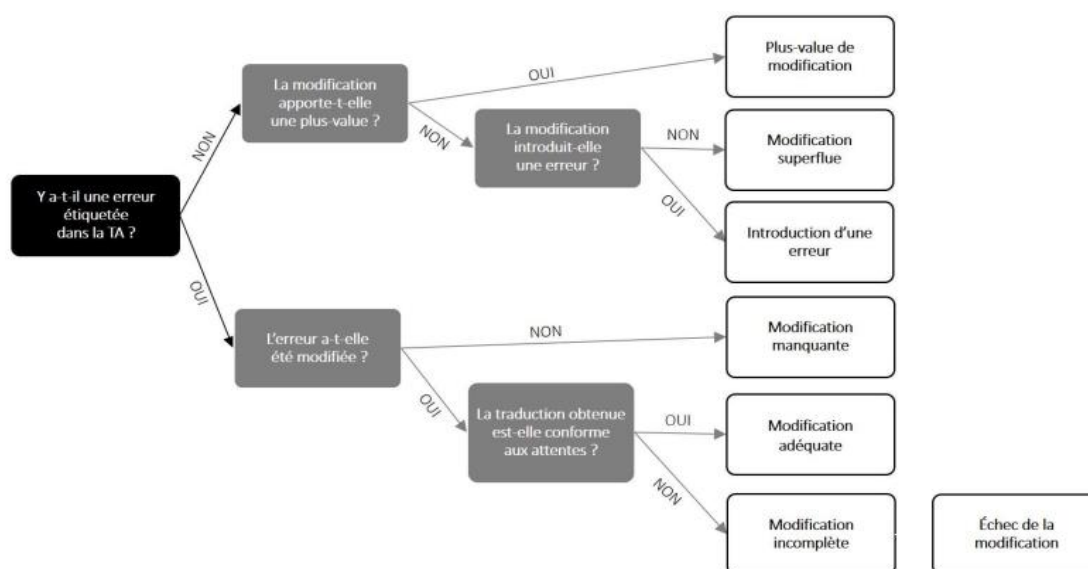 Plus-value de
modification
OUI
La modification
apporte-t-elle
une plus-value ?
NON
NON
La modification
introduit-elle
une erreur ?
NON
Modification
superflue
Y a-t-il une erreur
étiquetée
dans la TA ?
OUI
Introduction d'une
erreur
OUI
L'erreur a-t-elle
été modifiée ?
NON
Modification
manquante
OUI
La traduction obtenue
est-elle conforme
aux attentes ?
OUI
Modification
adéquate
NON
Modification
incomplète
Échec de la
modification